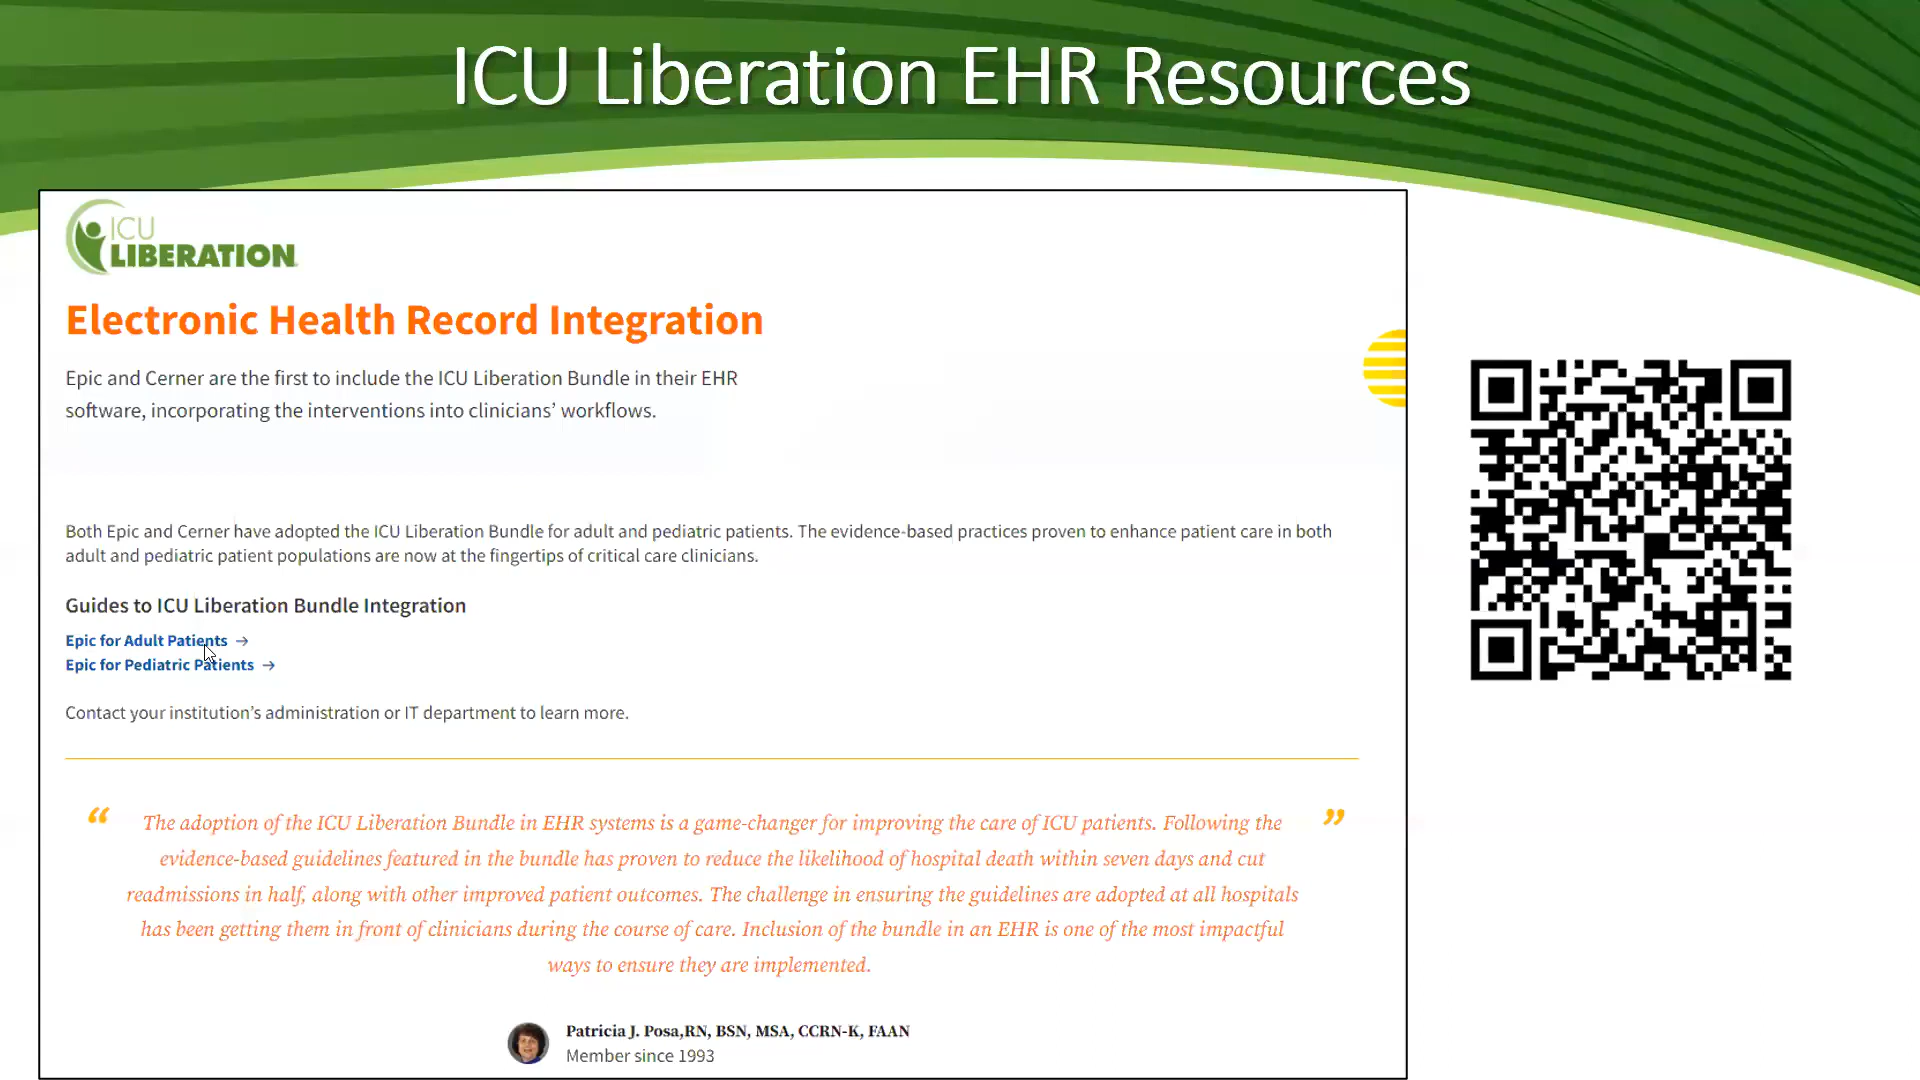 ICU Liberation EHR Resources
ICU
LIBERATION
Electronic Health Record Integration
Epic and Cerner are the first to include the ICU Liberation Bundle in their EHR
software, incorporating the interventions into clinicians’ workflows.
Both Epic and Cerner have adopted the ICU Liberation Bundle for adult and pediatric patients. The evidence-based practices proven to enhance patient care in both
adult and pediatric patient populations are now at the fingertips of critical care clinicians.
Guides to ICU Liberation Bundle Integration
Epic for Adult Patients →
Epic for Pediatric Patients →
Contact your institution’s administration or IT department to learn more.
“ The adoption of the ICU Liberation Bundle in EHR systems is a game-changer for improving the care of ICU patients. Following the ”
evidence-based guidelines featured in the bundle has proven to reduce the likelihood of hospital death within seven days and cut
readmissions in half, along with other improved patient outcomes. The challenge in ensuring the guidelines are adopted at all hospitals
has been getting them in front of clinicians during the course of care. Inclusion of the bundle in an EHR is one of the most impactful
ways to ensure they are implemented.
Patricia J. Posa,RN, BSN, MSA, CCRN-K, FAAN
Member since 1993